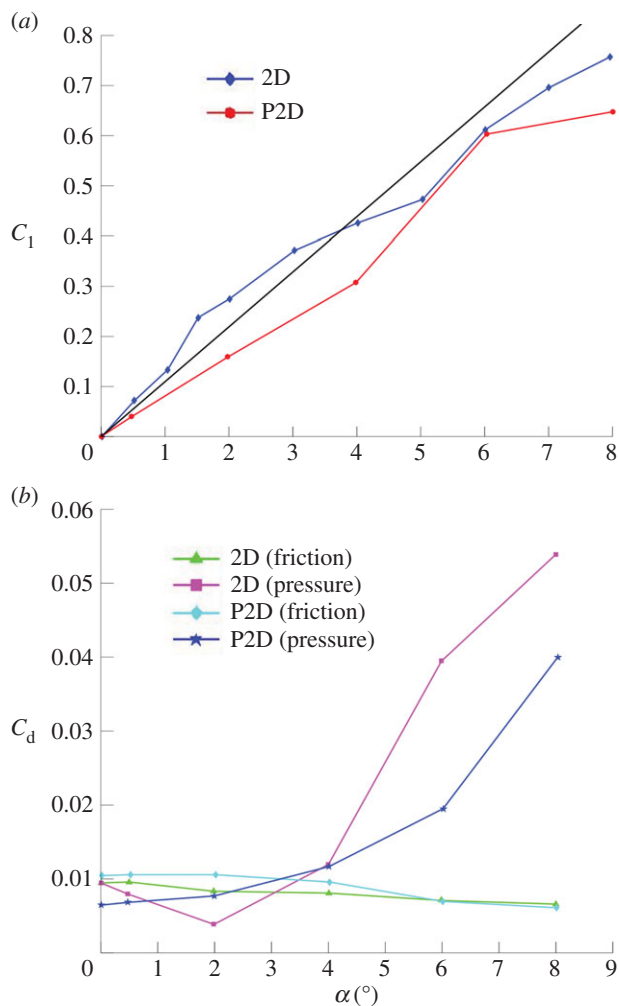 (a)
0.8
0.7
0.6
0.5
C1
0.4
0.3
0.2
0.1
2D
P2D
0 1 2 3 4 5 6 7 8
(b)
0.06
0.05
0.04
0.03
Cd
0.02
0.01
2D (friction)
2D (pressure)
P2D (friction)
P2D (pressure)
0 1 2 3 4 5 6 7 8 9
α(°)